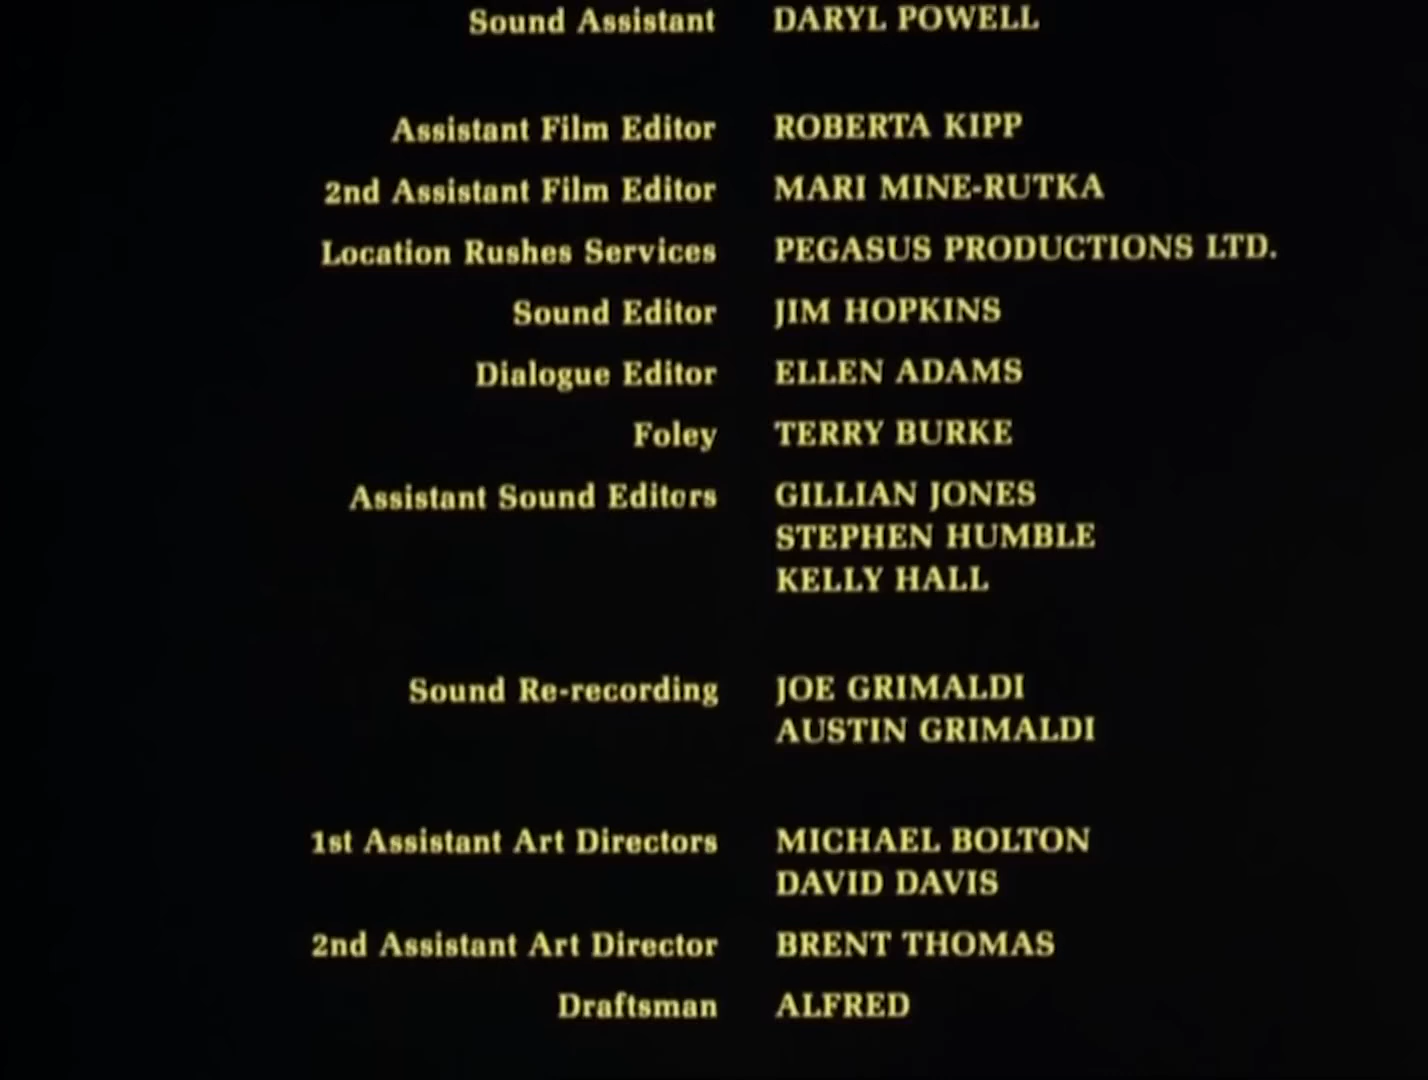 Sound Assistant DARYL POWELL
Assistant Film Editor ROBERTA KIPP
2nd Assistant Film Editor MARI MINE-RUTKA
Location Rushes Services PEGASUS PRODUCTIONS LTD.
Sound Editor JIM HOPKINS
Dialogue Editor ELLEN ADAMS
Foley TERRY BURKE
Assistant Sound Editors GILLIAN JONES
STEPHEN HUMBLE
KELLY HALL
Sound Re-recording JOE GRIMALDI
AUSTIN GRIMALDI
1st Assistant Art Directors MICHAEL BOLTON
DAVID DAVIS
2nd Assistant Art Director BRENT THOMAS
Draftsman ALFRED